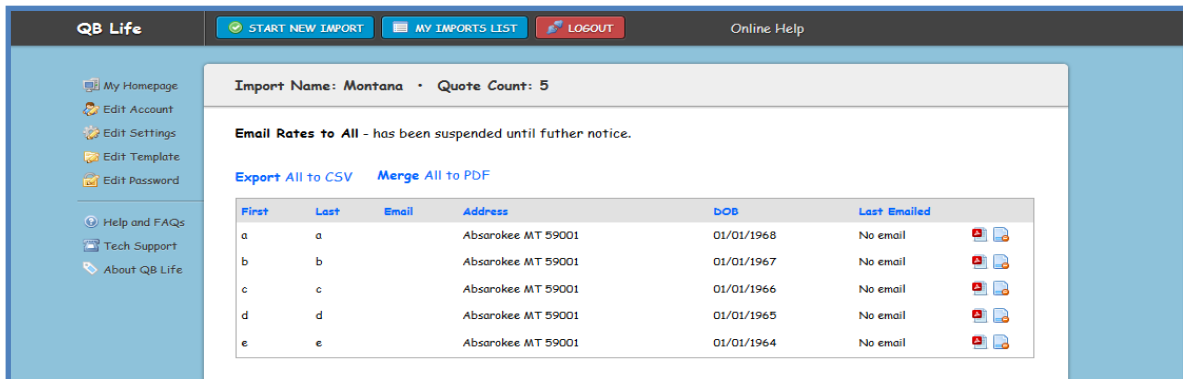 QB Life START NEW IMPORT MY IMPORTS LIST LOGOUT Online Help
My Homepage
Edit Account
Edit Settings
Edit Template
Edit Password
Help and FAQs
Tech Support
About QB Life
Import Name: Montana • Quote Count: 5
Email Rates to All - has been suspended until futher notice.
Export All to CSV Merge All to PDF
First Last Email Address DOB Last Emailed
a a Absarokee MT 59001 01/01/1968 No email
b b Absarokee MT 59001 01/01/1967 No email
c c Absarokee MT 59001 01/01/1966 No email
d d Absarokee MT 59001 01/01/1965 No email
e e Absarokee MT 59001 01/01/1964 No email